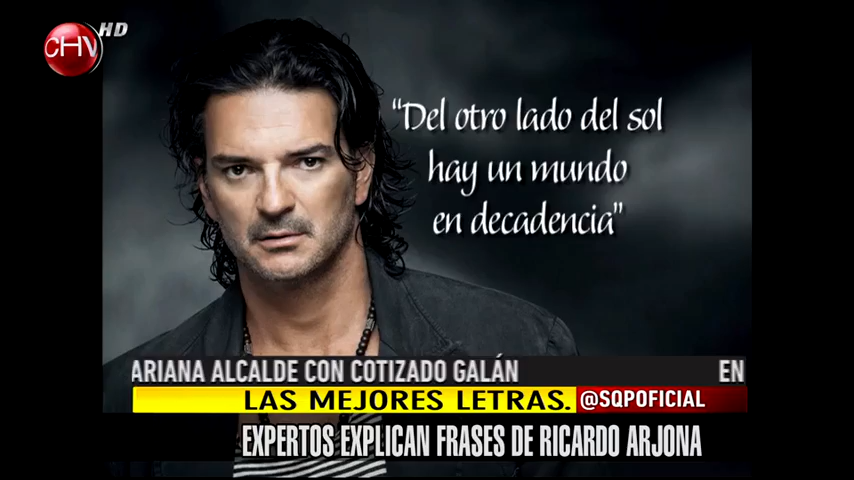 CHV HD
"Del otro lado del sol
hay un mundo
en decadencia"
ARIANA ALCALDE CON COTIZADO GALÁN EN
LAS MEJORES LETRAS. @SQPOFICIAL
EXPERTOS EXPLICAN FRASES DE RICARDO ARJONA